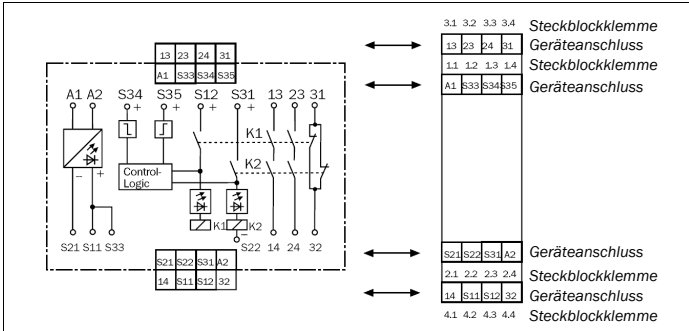 3.1 3.2 3.3 3.4 Steckblockklemme
13 23 24 31 Geräteanschluss
1.1 1.2 1.3 1.4 Steckblockklemme
A1 S33 S34 S35 Geräteanschluss
13 23 24 31
A1 S33 S34 S35
A1 A2 S34 S35 S12 S31 13 23 31
+ + + +
K1
K2
Control-
Logic
- +
K1 K2
-
S21 S11 S33 S22 14 24 32
S21 S22 S31 A2
14 S11 S12 32
S21 S22 S31 A2 Geräteanschluss
2.1 2.2 2.3 2.4 Steckblockklemme
14 S11 S12 32 Geräteanschluss
4.1 4.2 4.3 4.4 Steckblockklemme